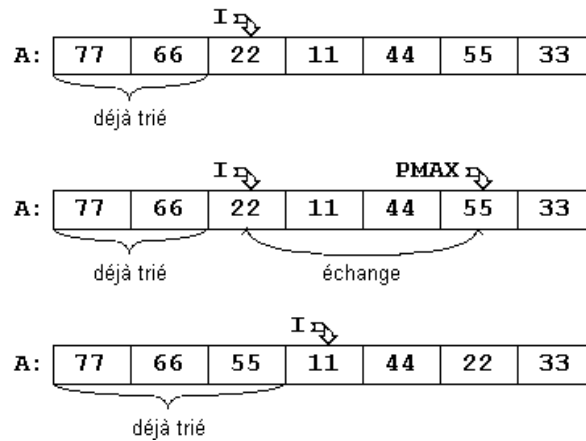 I
A: 77 66 22 11 44 55 33
déjà trié
I PMAX
A: 77 66 22 11 44 55 33
déjà trié échange
I
A: 77 66 55 11 44 22 33
déjà trié